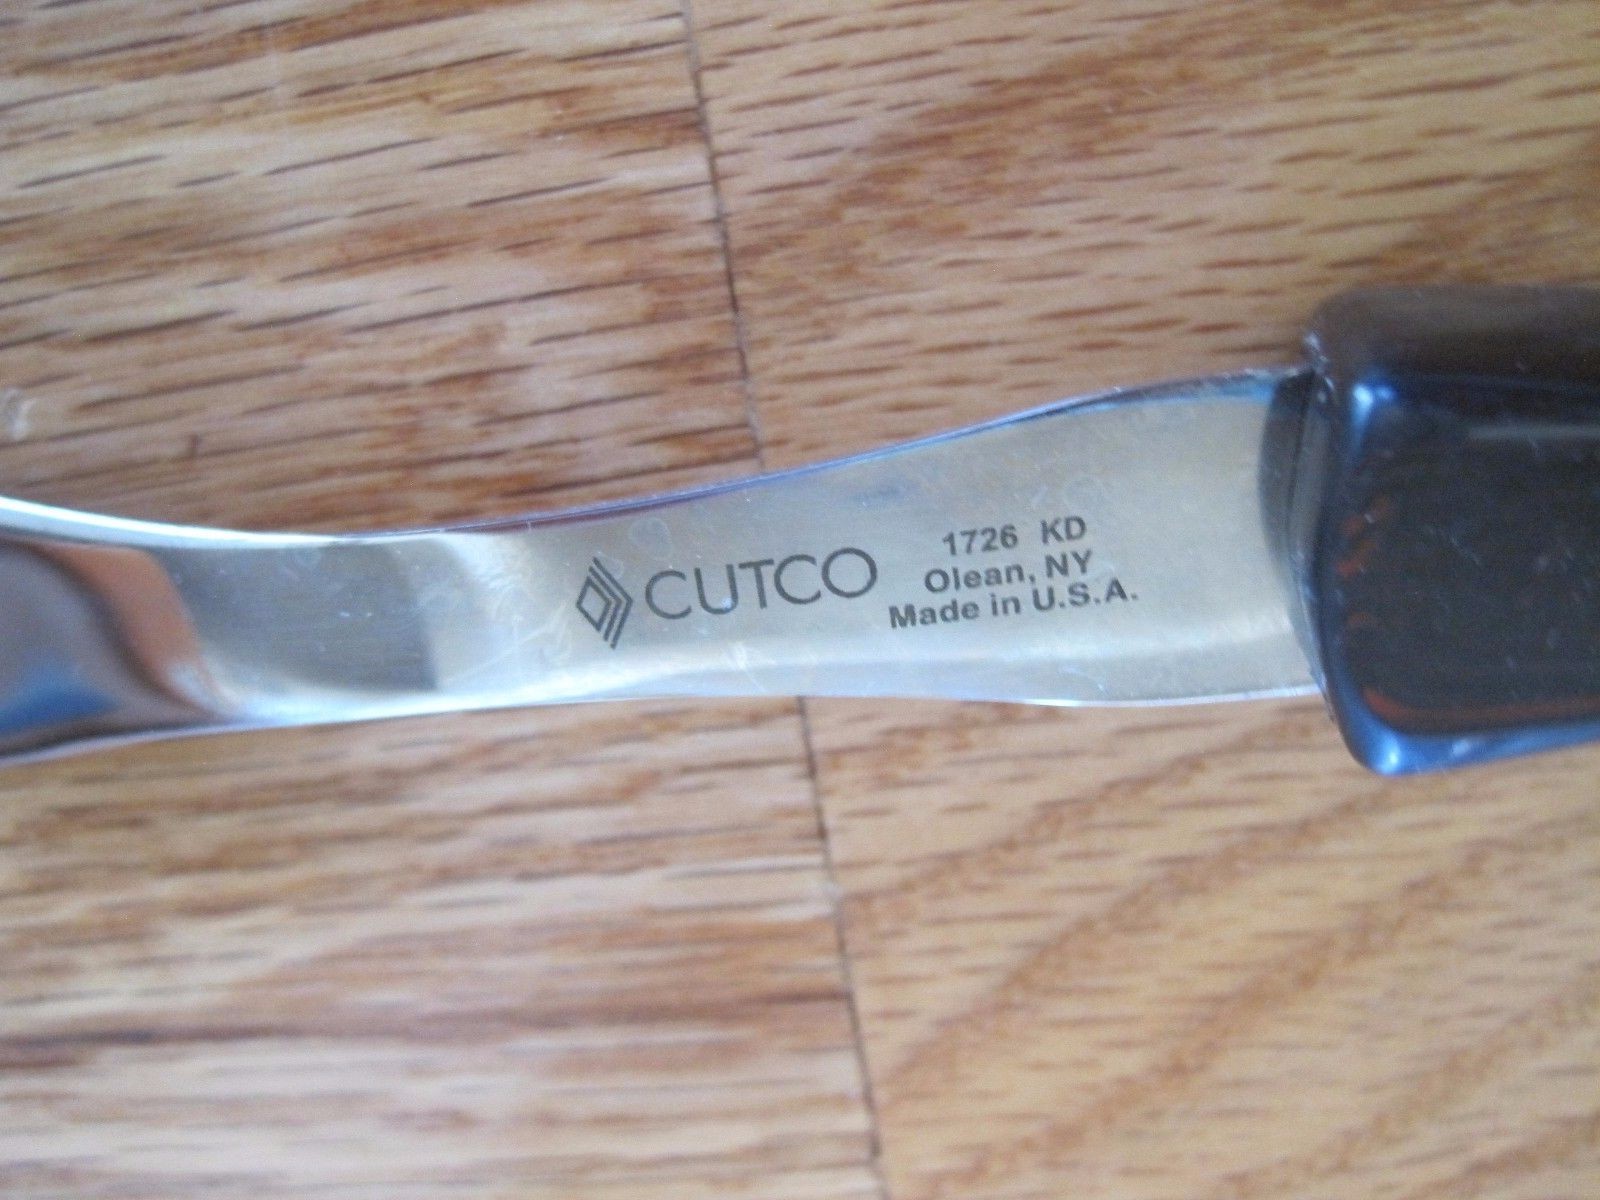 CUTCO
1726 KD
Olean, NY
Made in U.S.A.